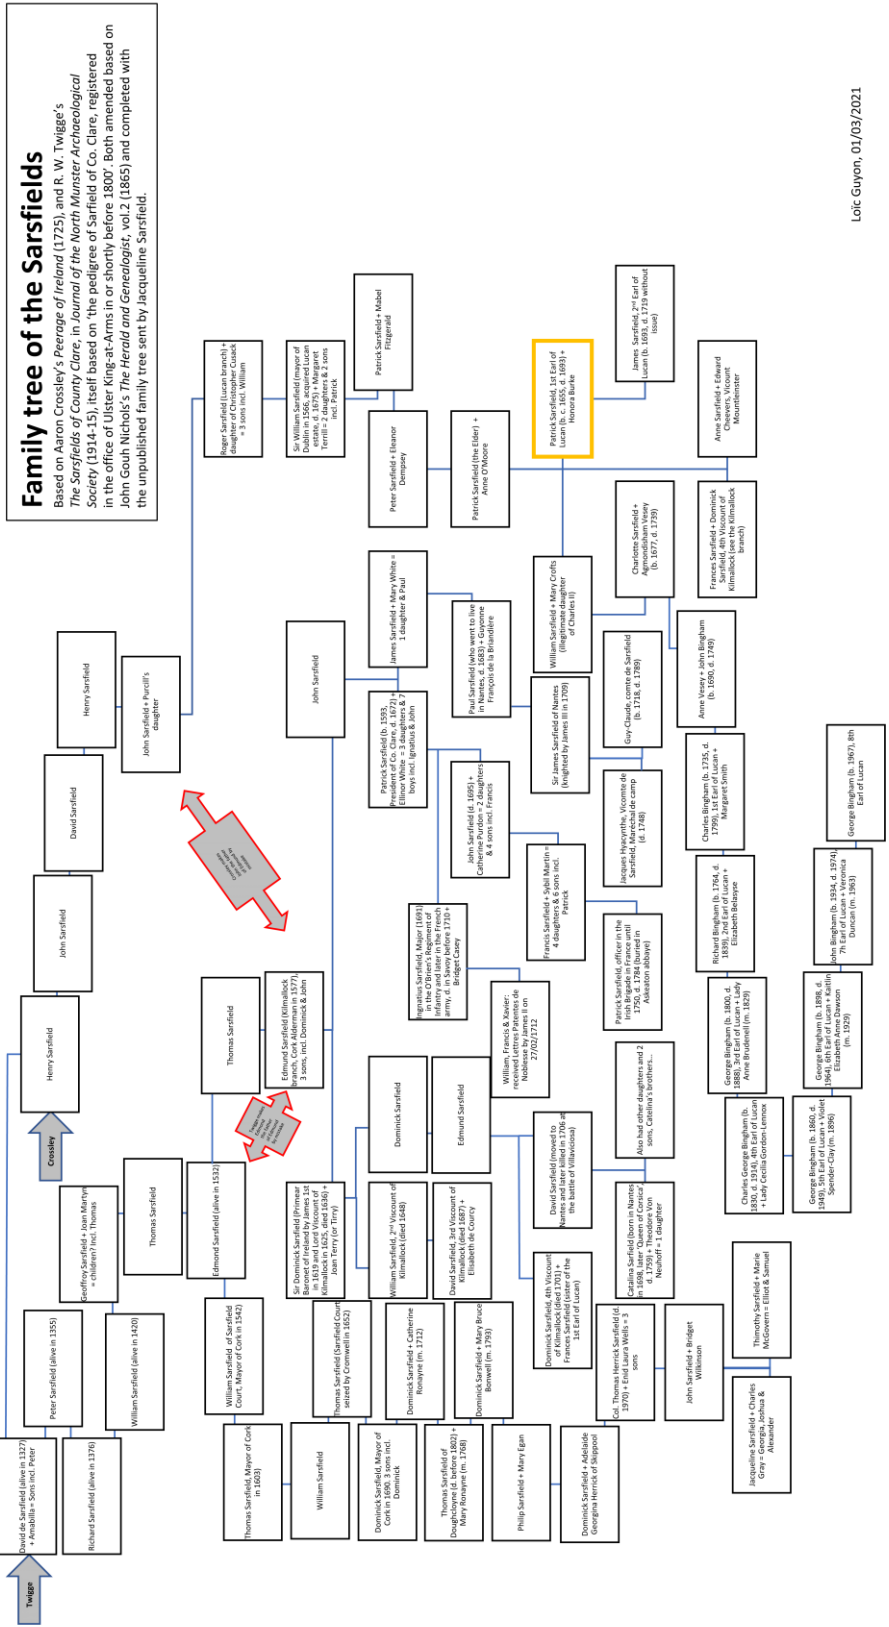 Family tree of the Sarsfields
Based on Aaron Crossley's Peerage of Ireland (1725), and R. W. Twigge's
The Sarsfields of County Clare, in Journal of the North Munster Archaeological
Society (1914-15), itself based on 'the pedigree of Sarfield of Co. Clare, registered
in the office of Ulster King-at-Arms in or shortly before 1800'. Both amended based on
John Gouh Nichols's The Herald and Genealogist, vol.2 (1865) and completed with
the unpublished family tree sent by Jacqueline Sarsfield.
Twigge
David de Sarsfield (alive in 1327)
+ Amabilla = Sons incl. Peter
Peter Sarsfield (alive in 1355)
Richard Sarsfield (alive in 1376)
William Sarsfield (alive in 1420)
Geoffroy Sarsfield + Joan Martyn
= children? Incl. Thomas
Thomas Sarsfield
Crossley
Henry Sarsfield
John Sarsfield
David Sarsfield
Henry Sarsfield
John Sarsfield + Purcill's
daughter
Edmund Sarsfield (alive in 1532)
Thomas Sarsfield
William Sarsfield of Sarsfield
Court, Mayor of Cork in 1542)
Thomas Sarsfield, Mayor of Cork
in 1603)
Edmund Sarsfield (Kilmallock
branch, Cork Alderman in 1577),
3 sons, incl. Dominick & John
Roger Sarsfield (Lucan branch) +
daughter of Christopher Cusack
= 3 sons incl. William
William Sarsfield
Thomas Sarsfield (Sarsfield Court
seized by Cromwell in 1652)
Sir Dominick Sarsfield (Primear
Baronet of Ireland by James 1st
in 1619 and Lord Viscount of
Kilmallock in 1625, died 1636) +
Joan Terry (or Tirry)
John Sarsfield
Sir William Sarsfield (mayor of
Dublin in 1566, acquired Lucan
estate, d. 1675) + Margaret
Terrill = 2 daughters & 2 sons
incl. Patrick
Dominick Sarsfield, Mayor of
Cork in 1690. 3 sons incl.
Dominick
Dominick Sarsfield + Catherine
Ronayne (m. 1712)
William Sarsfield, 2nd Viscount of
Kilmallock (died 1648)
Dominick Sarsfield
Patrick Sarsfield (b. 1593,
President of Co. Clare, d. 1672) +
Ellinor White = 3 daughters & 7
boys incl. Ignatius & John
James Sarsfield + Mary White =
1 daughter & Paul
Patrick Sarsfield + Mabel
Fitzgerald
Peter Sarsfield + Eleanor
Dempsey
Thomas Sarsfield of
Doughcloyne (d. before 1802) +
Mary Ronayne (m. 1768)
Dominick Sarsfield + Mary Bruce
Bonwell (m. 1793)
David Sarsfield, 3rd Viscount of
Kilmallock (died 1687) +
Elisabeth de Courcy
Edmund Sarsfield
Ingnatius Sarsfield, Major (1691)
in the O'Brien's Regiment of
Infantry and later in the French
army, d. in Savoy before 1710 +
Bridget Casey
John Sarsfield (d. 1695) +
Catherine Purdon = 2 daughters
& 4 sons incl. Francis
Paul Sarsfield (who went to live
in Nantes, d. 1683) + Guyonne
François de la Briandière
Patrick Sarsfield (the Elder) +
Anne O'Moore
Philip Sarsfield + Mary Egan
Dominick Sarsfield, 4th Viscount
of Kilmallock (died 1701) +
Frances Sarsfield (sister of the
1st Earl of Lucan)
David Sarsfield (moved to
Nantes and later killed in 1706 at
the battle of Villaviciosa)
William, Francis & Xavier:
received Lettres Patentes de
Noblesse by James II on
27/02/1712
Francis Sarsfield + Sybil Martin =
4 daughters & 6 sons incl.
Patrick
Sir James Sarsfield of Nantes
(knighted by James III in 1709)
William Sarsfield + Mary Crofts
(illegitimate daughter
of Charles II)
Patrick Sarsfield, 1st Earl of
Lucan (b. c. 1655, d. 1693) +
Honora Burke
Dominick Sarsfield + Adelaide
Georgina Herrick of Skippool
Col. Thomas Herrick Sarsfield (d.
1970) + Enid Laura Wells = 3
sons
Catalina Sarfield (born in Nantes
in 1698, later 'Queen of Corsica',
d. 1759) + Theodore Von
Neuhoff = 1 daughter
Also had other daughters and 2
sons, Catelina's brothers...
Patrick Sarsfield, officer in the
Irish Brigade in France until
1750, d. 1784 (buried in
Askeaton abbaye)
Jacques Hyacynthe, Vicomte de
Sarsfield, Maréchal de camp
(d. 1748)
Guy-Claude, comte de Sarsfield
(b. 1718, d. 1789)
Charlotte Sarsfield +
Agmondisham Vesey
(b. 1677, d. 1739)
James Sarsfield, 2nd Earl of
Lucan (b. 1693, d. 1719 without
issue)
John Sarsfield + Bridget
Wilkinson
Anne Vesey + John Bingham
(b. 1690, d. 1749)
Frances Sarsfield + Dominick
Sarsfield, 4th Viscount of
Kilmallock (see the Kilmallock
branch)
Anne Sarsfield + Edward
Cheevers, Vicount
Mountleinster
Charles Bingham (b. 1735, d.
1799), 1st Earl of Lucan +
Margaret Smith
Richard Bingham (b. 1764, d.
1839), 2nd Earl of Lucan +
Elizabeth Belasyse
George Bingham (b. 1800, d.
1888), 3rd Earl of Lucan + Lady
Anne Brudenell (m. 1829)
Charles George Bingham (b.
1830, d. 1914), 4th Earl of Lucan
+ Lady Cecilia Gordon-Lennox
Jacqueline Sarsfield + Charles
Gray = Georgia, Joshua &
Alexander
Thimothy Sarsfield + Marie
McGovern = Elliot & Samuel
George Bingham (b. 1860, d.
1949), 5th Earl of Lucan + Violet
Spender-Clay (m. 1896)
George Bingham (b. 1898, d.
1964), 6th Earl of Lucan + Kaitlin
Elizabeth Anne Dawson
(m. 1929)
John Bingham (b. 1934, d. 1974),
7h Earl of Lucan + Veronica
Duncan (m. 1963)
George Bingham (b. 1967), 8th
Earl of Lucan
Loïc Guyon, 01/03/2021